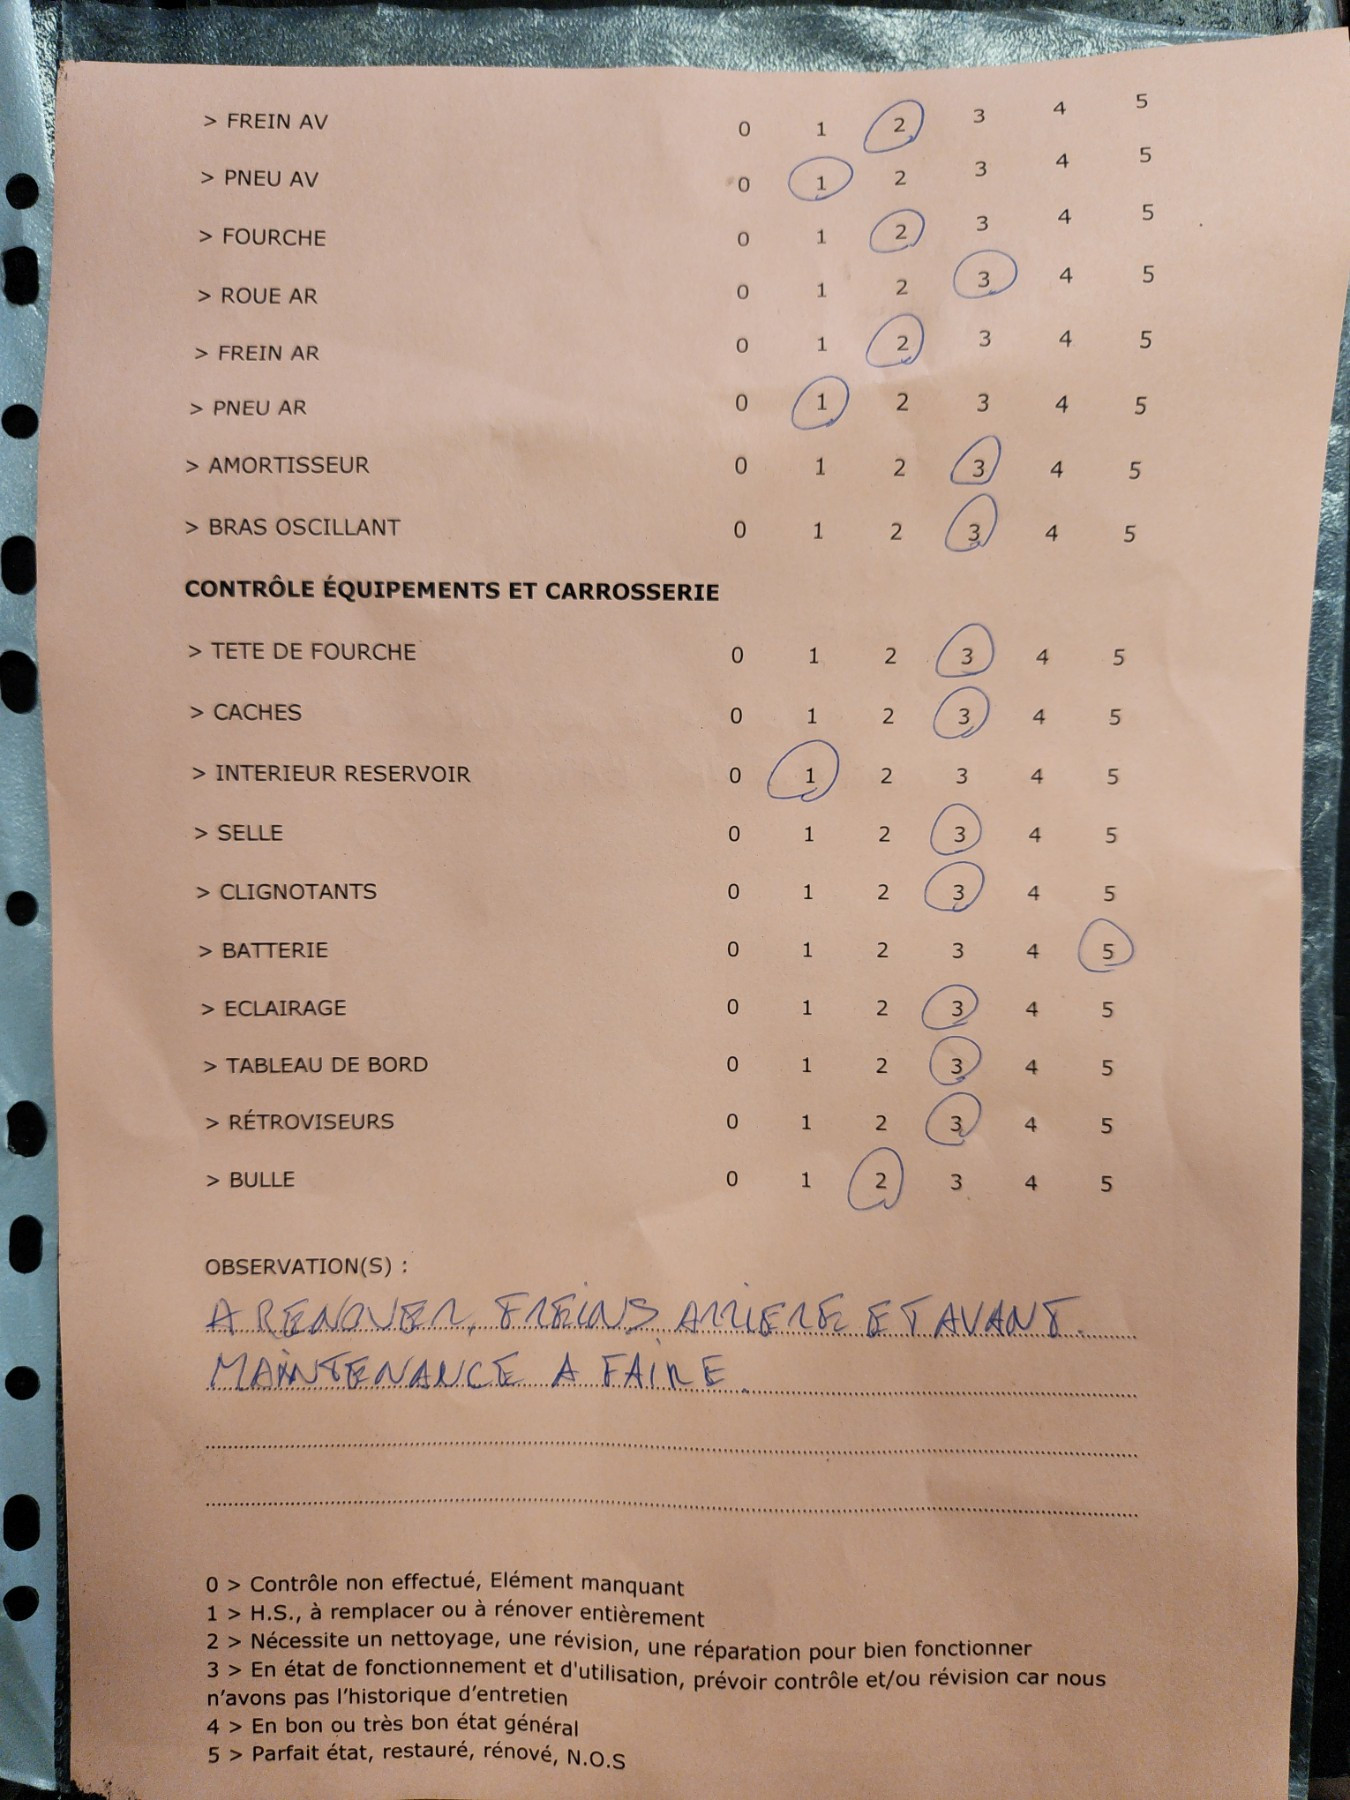 > FREIN AV 0 1 2 3 4 5
> PNEU AV 0 1 2 3 4 5
> FOURCHE 0 1 2 3 4 5
> ROUE AR 0 1 2 3 4 5
> FREIN AR 0 1 2 3 4 5
> PNEU AR 0 1 2 3 4 5
> AMORTISSEUR 0 1 2 3 4 5
> BRAS OSCILLANT 0 1 2 3 4 5
CONTRÔLE ÉQUIPEMENTS ET CARROSSERIE
> TETE DE FOURCHE 0 1 2 3 4 5
> CACHES 0 1 2 3 4 5
> INTERIEUR RESERVOIR 0 1 2 3 4 5
> SELLE 0 1 2 3 4 5
> CLIGNOTANTS 0 1 2 3 4 5
> BATTERIE 0 1 2 3 4 5
> ECLAIRAGE 0 1 2 3 4 5
> TABLEAU DE BORD 0 1 2 3 4 5
> RÉTROVISEURS 0 1 2 3 4 5
> BULLE 0 1 2 3 4 5
OBSERVATION(S) :
A RENOVER, FREINS ARRIERE ET AVANT.
MAINTENANCE A FAIRE.
0 > Contrôle non effectué, Elément manquant
1 > H.S., à remplacer ou à rénover entièrement
2 > Nécessite un nettoyage, une révision, une réparation pour bien fonctionner
3 > En état de fonctionnement et d'utilisation, prévoir contrôle et/ou révision car nous
n'avons pas l'historique d'entretien
4 > En bon ou très bon état général
5 > Parfait état, restauré, rénové, N.O.S